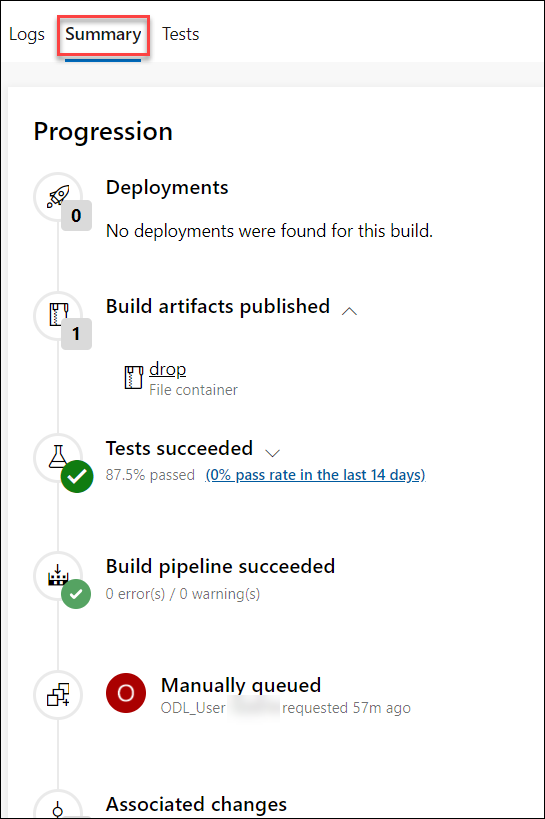 Logs Summary Tests
Progression
Deployments
0
No deployments were found for this build.
Build artifacts published
1
drop
File container
Tests succeeded
87.5% passed (0% pass rate in the last 14 days)
Build pipeline succeeded
0 error(s) / 0 warning(s)
O
Manually queued
ODL_User requested 57m ago
Associated changes